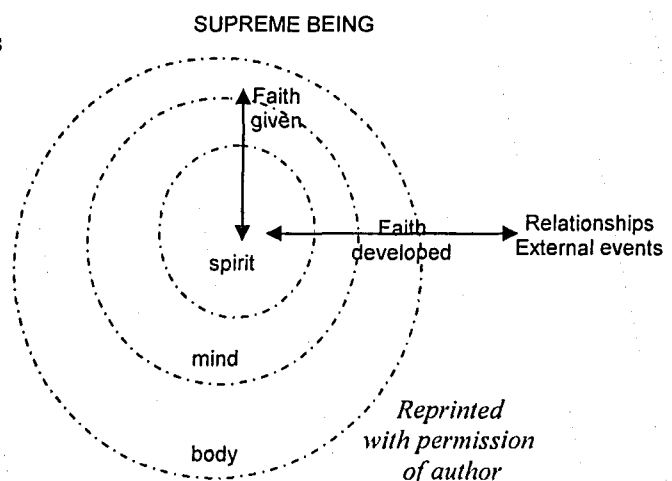 SUPREME BEING
Faith
given
Faith
developed
Relationships
External events
spirit
mind
body
Reprinted
with permission
of author